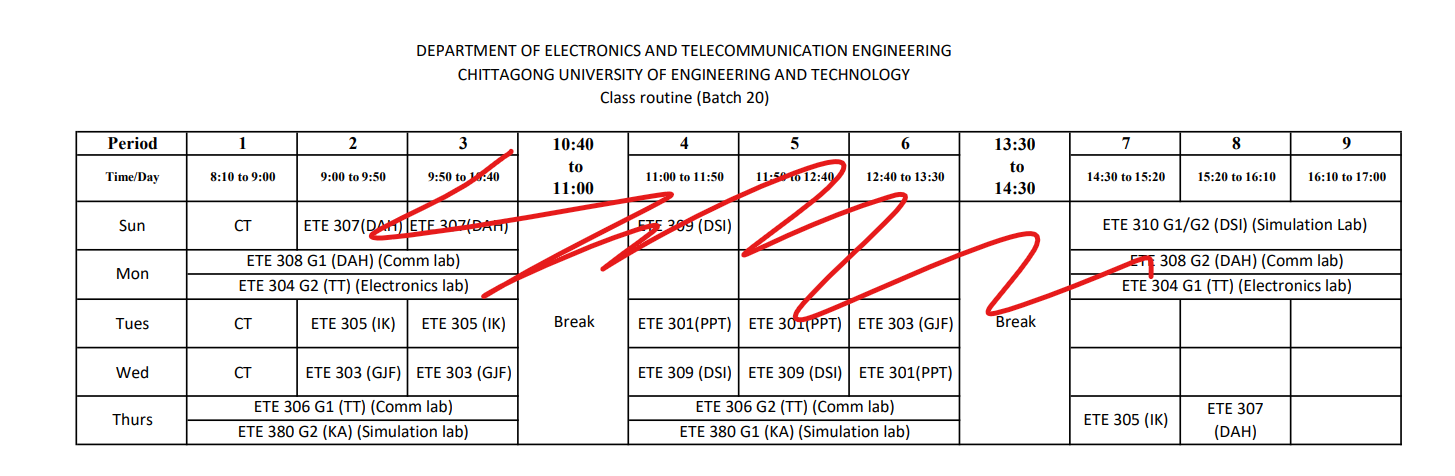 DEPARTMENT OF ELECTRONICS AND TELECOMMUNICATION ENGINEERING
CHITTAGONG UNIVERSITY OF ENGINEERING AND TECHNOLOGY
Class routine (Batch 20)
Period 1 2 3 10:40 to 11:00 4 5 6 13:30 to 14:30 7 8 9
Time/Day 8:10 to 9:00 9:00 to 9:50 9:50 to 10:40 11:00 to 11:50 11:50 to 12:40 12:40 to 13:30 14:30 to 15:20 15:20 to 16:10 16:10 to 17:00
Sun CT ETE 307(DAH) ETE 307(DAH) ETE 309 (DSI) ETE 310 G1/G2 (DSI) (Simulation Lab)
Mon ETE 308 G1 (DAH) (Comm lab) ETE 308 G2 (DAH) (Comm lab)
ETE 304 G2 (TT) (Electronics lab) ETE 304 G1 (TT) (Electronics lab)
Tues CT ETE 305 (IK) ETE 305 (IK) Break ETE 301(PPT) ETE 301(PPT) ETE 303 (GJF) Break
Wed CT ETE 303 (GJF) ETE 303 (GJF) ETE 309 (DSI) ETE 309 (DSI) ETE 301(PPT)
Thurs ETE 306 G1 (TT) (Comm lab) ETE 306 G2 (TT) (Comm lab) ETE 305 (IK) ETE 307 (DAH)
ETE 380 G2 (KA) (Simulation lab) ETE 380 G1 (KA) (Simulation lab)